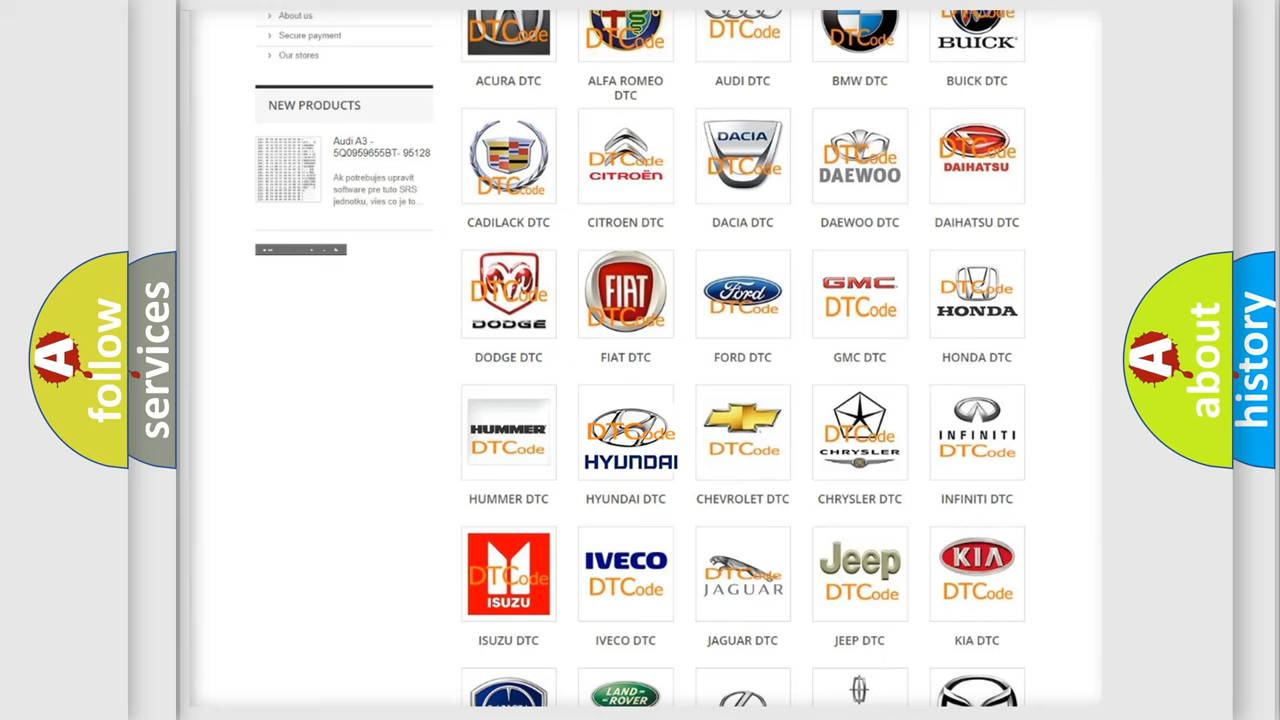 About us
Secure payment
Our stores
NEW PRODUCTS
Audi A3 -
5Q0959655BT- 95128
Ak potrebujes upravit
software pre tuto SRS
jednotku, vies co je to...
DTCode DTCode DTCode DTCode BUICK
ACURA DTC ALFA ROMEO DTC AUDI DTC BMW DTC BUICK DTC
DTCode
DTCode CITROËN
DACIA DTCode
DTCode DAEWOO
DTCode DAIHATSU
CADILACK DTC CITROEN DTC DACIA DTC DAEWOO DTC DAIHATSU DTC
DTCode DODGE
FIAT DTCode
Ford DTCode
GMC DTCode
DTCode HONDA
DODGE DTC FIAT DTC FORD DTC GMC DTC HONDA DTC
HUMMER DTCode
DTCode HYUNDAI
DTCode
DTCode CHRYSLER
INFINITI DTCode
HUMMER DTC HYUNDAI DTC CHEVROLET DTC CHRYSLER DTC INFINITI DTC
DTCode ISUZU
IVECO DTCode
DTCode JAGUAR
Jeep DTCode
KIA DTCode
ISUZU DTC IVECO DTC JAGUAR DTC JEEP DTC KIA DTC
LAND-
ROVER
A follow
services
A about
history